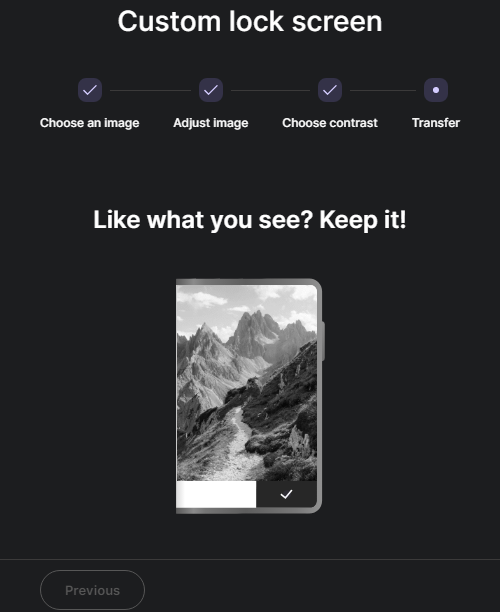 Custom lock screen
Choose an image
Adjust image
Choose contrast
Transfer
Like what you see? Keep it!
Previous